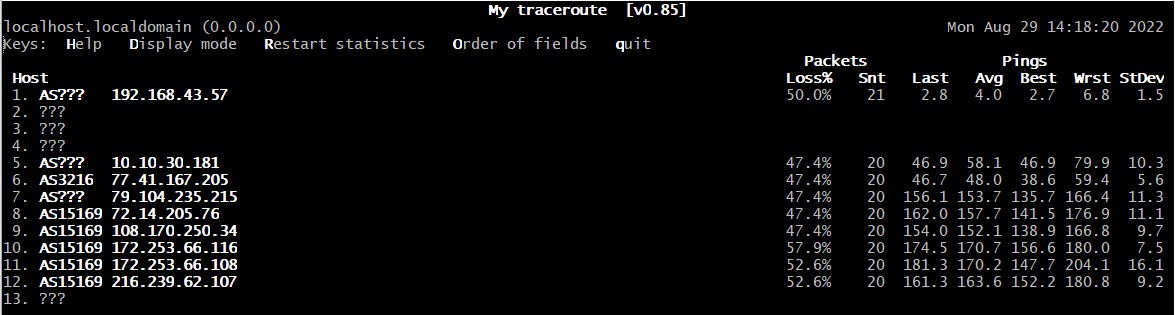 My traceroute  [v0.85]
localhost.localdomain (0.0.0.0) Mon Aug 29 14:18:20 2022
Keys:  Help   Display mode   Restart statistics   Order of fields   quit
Packets Pings
Host Loss% Snt Last Avg Best Wrst StDev
1. AS??? 192.168.43.57 50.0% 21 2.8 4.0 2.7 6.8 1.5
2. ???
3. ???
4. ???
5. AS??? 10.10.30.181 47.4% 20 46.9 58.1 46.9 79.9 10.3
6. AS3216 77.41.167.205 47.4% 20 46.7 48.0 38.6 59.4 5.6
7. AS??? 79.104.235.215 47.4% 20 156.1 153.7 135.7 166.4 11.3
8. AS15169 72.14.205.76 47.4% 20 162.0 157.7 141.5 176.9 11.1
9. AS15169 108.170.250.34 47.4% 20 154.0 152.1 138.9 166.8 9.7
10. AS15169 172.253.66.116 57.9% 20 174.5 170.7 156.6 180.0 7.5
11. AS15169 172.253.66.108 52.6% 20 181.3 170.2 147.7 204.1 16.1
12. AS15169 216.239.62.107 52.6% 20 161.3 163.6 152.2 180.8 9.2
13. ???